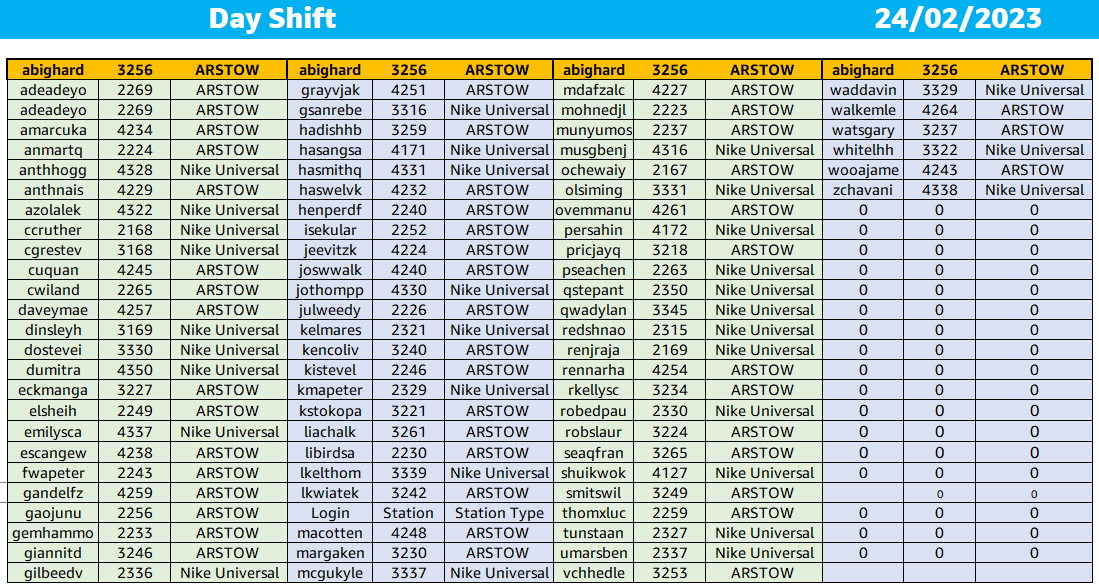 Day Shift 24/02/2023
abighard 3256 ARSTOW abighard 3256 ARSTOW abighard 3256 ARSTOW abighard 3256 ARSTOW
adeadeyo 2269 ARSTOW grayvjak 4251 ARSTOW mdafzalc 4227 ARSTOW waddavin 3329 Nike Universal
adeadeyo 2269 ARSTOW gsanrebe 3316 Nike Universal mohnedjl 2223 ARSTOW walkemle 4264 ARSTOW
amarcuka 4234 ARSTOW hadishhb 3259 ARSTOW munyumos 2237 ARSTOW watsgary 3237 ARSTOW
anmartq 2224 ARSTOW hasangsa 4171 Nike Universal musgbenj 4316 Nike Universal whitelhh 3322 Nike Universal
anthhogg 4328 Nike Universal hasmithq 4331 Nike Universal ochewaiy 2167 ARSTOW wooajame 4243 ARSTOW
anthnais 4229 ARSTOW haswelvk 4232 ARSTOW olsiming 3331 Nike Universal zchavani 4338 Nike Universal
azolalek 4322 Nike Universal henperdf 2240 ARSTOW ovemmanu 4261 ARSTOW 0 0 0
ccruther 2168 Nike Universal isekular 2252 ARSTOW persahin 4172 Nike Universal 0 0 0
cgrestev 3168 Nike Universal jeevitzk 4224 ARSTOW pricjayq 3218 ARSTOW 0 0 0
cuquan 4245 ARSTOW joswwalk 4240 ARSTOW pseachen 2263 Nike Universal 0 0 0
cwiland 2265 ARSTOW jothompp 4330 Nike Universal qstepant 2350 Nike Universal 0 0 0
daveymae 4257 ARSTOW julweedy 2226 ARSTOW qwadylan 3345 Nike Universal 0 0 0
dinsleyh 3169 Nike Universal kelmares 2321 Nike Universal redshnao 2315 Nike Universal 0 0 0
dostevei 3330 Nike Universal kencoliv 3240 ARSTOW renjraja 2169 Nike Universal 0 0 0
dumitra 4350 Nike Universal kistevel 2246 ARSTOW rennarha 4254 ARSTOW 0 0 0
eckmanga 3227 ARSTOW kmapeter 2329 Nike Universal rkellysc 3234 ARSTOW 0 0 0
elsheih 2249 ARSTOW kstokopa 3221 ARSTOW robedpau 2330 Nike Universal 0 0 0
emilysca 4337 Nike Universal liachalk 3261 ARSTOW robslaur 3224 ARSTOW 0 0 0
escangew 4238 ARSTOW libirdsa 2230 ARSTOW seaqfran 3265 ARSTOW 0 0 0
fwapeter 2243 ARSTOW lkelthom 3339 Nike Universal shuikwok 4127 Nike Universal 0 0 0
gandelfz 4259 ARSTOW lkwiatek 3242 ARSTOW smitswil 3249 ARSTOW 0 0
gaojunu 2256 ARSTOW Login Station Station Type thomxluc 2259 ARSTOW 0 0 0
gemhammo 2233 ARSTOW macotten 4248 ARSTOW tunstaan 2327 Nike Universal 0 0 0
giannitd 3246 ARSTOW margaken 3230 ARSTOW umarsben 2337 Nike Universal 0 0 0
gilbeedv 2336 Nike Universal mcgukyle 3337 Nike Universal vchhedle 3253 ARSTOW